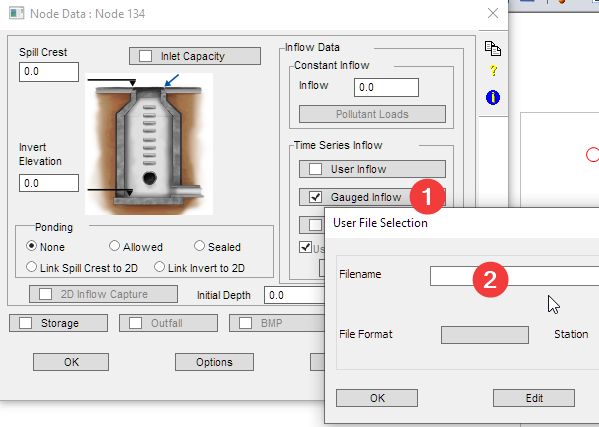 Node Data : Node 134
Spill Crest
0.0
Inlet Capacity
Invert
Elevation
0.0
Ponding
None
Allowed
Sealed
Link Spill Crest to 2D
Link Invert to 2D
2D Inflow Capture
Initial Depth
0.0
Storage
Outfall
BMP
OK
Options
Inflow Data
Constant Inflow
Inflow
0.0
Pollutant Loads
Time Series Inflow
User Inflow
Gauged Inflow
1
Us
User File Selection
Filename
2
File Format
Station
OK
Edit